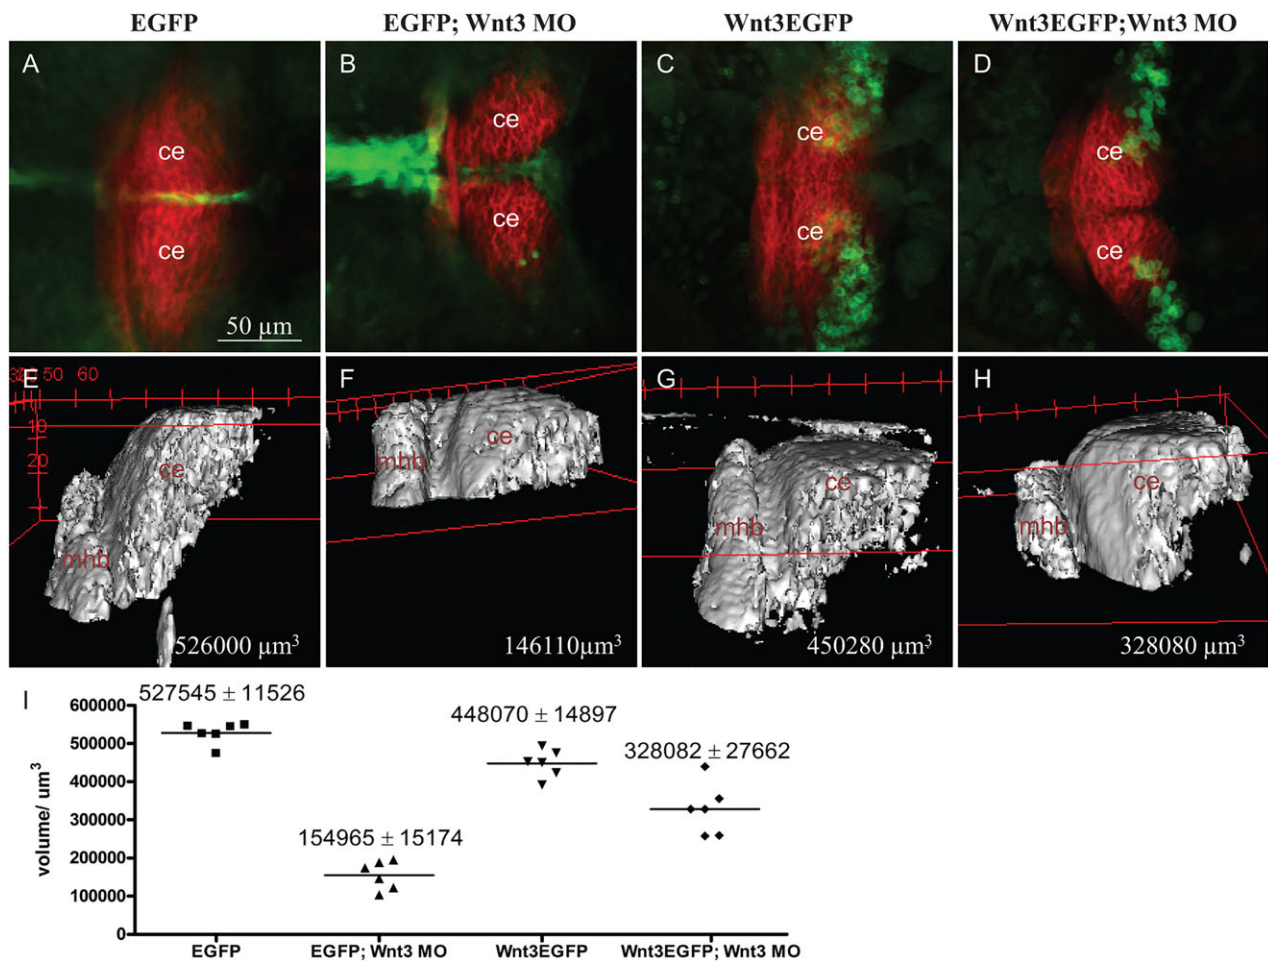 EGFP
EGFP; Wnt3 MO
Wnt3EGFP
Wnt3EGFP;Wnt3 MO
A
B
C
D
ce
ce
ce
ce
ce
ce
ce
ce
50 µm
E
F
G
H
50 60
10
20
ce
mhb
ce
mhb
ce
mhb
ce
mhb
526000 µm³
146110µm³
450280 µm³
328080 µm³
I
527545 ± 11526
448070 ± 14897
328082 ± 27662
154965 ± 15174
600000
500000
400000
300000
200000
100000
0
volume/ um³
EGFP
EGFP; Wnt3 MO
Wnt3EGFP
Wnt3EGFP; Wnt3 MO